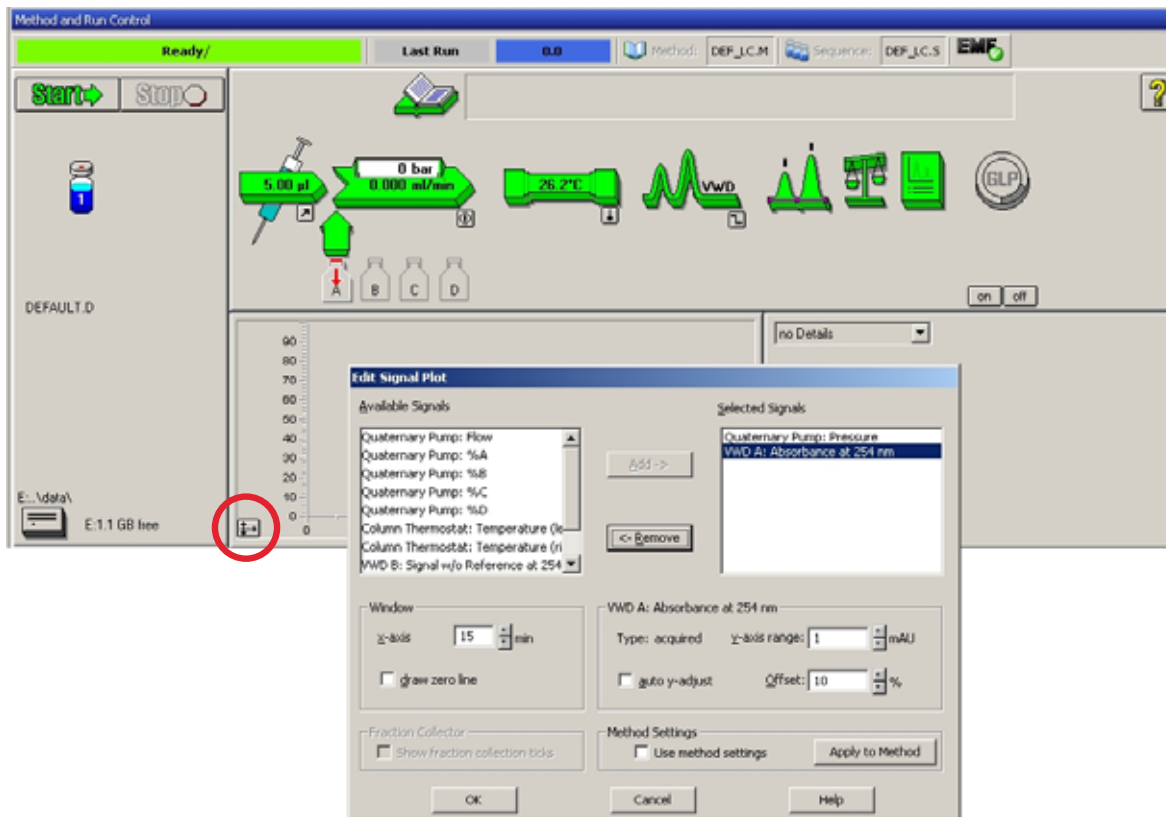 Method and Run Control
Ready/
Last Run
0.0
Method:
DEF_LC.M
Sequence:
DEF_LC.S
EMF
Start
Stop
1
5.00 µl
0 bar
0.000 ml/min
26.2°C
VWD
GLP
A
B
C
D
on
off
DEFAULT.D
E:..\data\
E:1.1 GB free
no Details
90
80
70
60
50
40
30
20
10
0
0
Edit Signal Plot
Available Signals
Selected Signals
Quaternary Pump: Flow
Quaternary Pump: %A
Quaternary Pump: %B
Quaternary Pump: %C
Quaternary Pump: %D
Column Thermostat: Temperature (le
Column Thermostat: Temperature (ri
VWD B: Signal w/o Reference at 254
Add ->
<- Remove
Quaternary Pump: Pressure
VWD A: Absorbance at 254 nm
Window
x-axis
15
min
draw zero line
VWD A: Absorbance at 254 nm
Type: acquired
y-axis range:
1
mAU
auto y-adjust
Offset:
10
%
Fraction Collector
Show fraction collection ticks
Method Settings
Use method settings
Apply to Method
OK
Cancel
Help